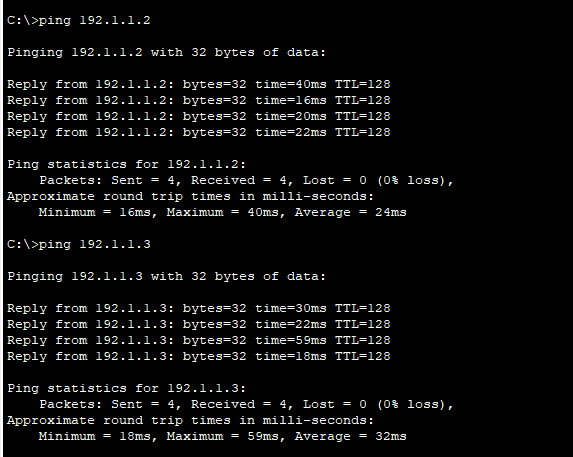 C:\>ping 192.1.1.2
Pinging 192.1.1.2 with 32 bytes of data:
Reply from 192.1.1.2: bytes=32 time=40ms TTL=128
Reply from 192.1.1.2: bytes=32 time=16ms TTL=128
Reply from 192.1.1.2: bytes=32 time=20ms TTL=128
Reply from 192.1.1.2: bytes=32 time=22ms TTL=128
Ping statistics for 192.1.1.2:
    Packets: Sent = 4, Received = 4, Lost = 0 (0% loss),
Approximate round trip times in milli-seconds:
    Minimum = 16ms, Maximum = 40ms, Average = 24ms
C:\>ping 192.1.1.3
Pinging 192.1.1.3 with 32 bytes of data:
Reply from 192.1.1.3: bytes=32 time=30ms TTL=128
Reply from 192.1.1.3: bytes=32 time=22ms TTL=128
Reply from 192.1.1.3: bytes=32 time=59ms TTL=128
Reply from 192.1.1.3: bytes=32 time=18ms TTL=128
Ping statistics for 192.1.1.3:
    Packets: Sent = 4, Received = 4, Lost = 0 (0% loss),
Approximate round trip times in milli-seconds:
    Minimum = 18ms, Maximum = 59ms, Average = 32ms